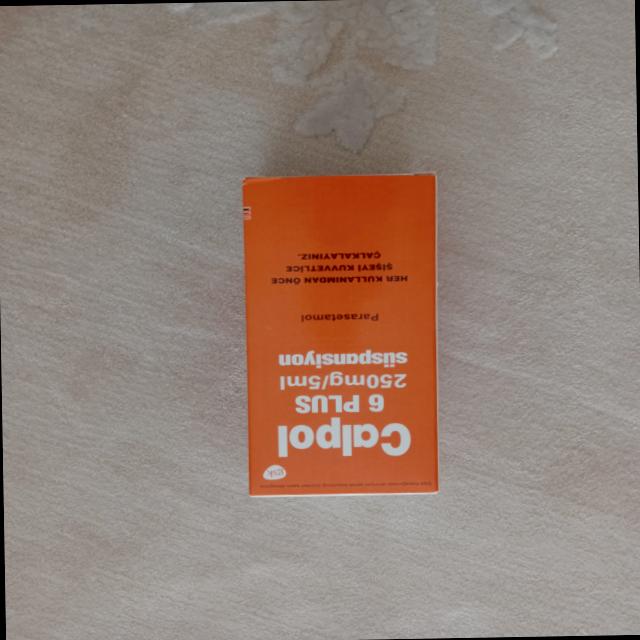 gsk
Calpol
6 PLUS
250mg/5ml
süspansiyon
Parasetamol
HER KULLANIMDAN ÖNCE
ŞİŞEYİ KUVVETLİCE
ÇALKALAYINIZ.